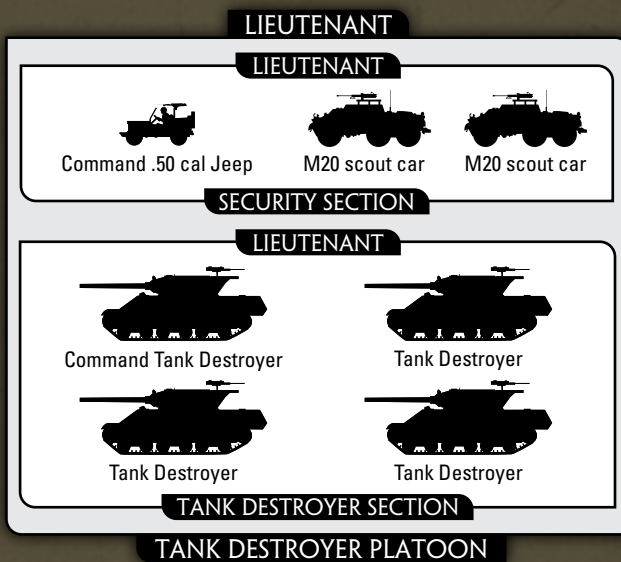 LIEUTENANT
LIEUTENANT
Command .50 cal Jeep M20 scout car M20 scout car
SECURITY SECTION
LIEUTENANT
Command Tank Destroyer Tank Destroyer
Tank Destroyer Tank Destroyer
TANK DESTROYER SECTION
TANK DESTROYER PLATOON